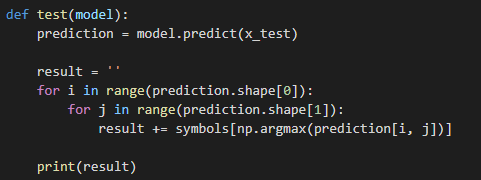 def test(model):
    prediction = model.predict(x_test)

    result = ''
    for i in range(prediction.shape[0]):
        for j in range(prediction.shape[1]):
            result += symbols[np.argmax(prediction[i, j])]

    print(result)